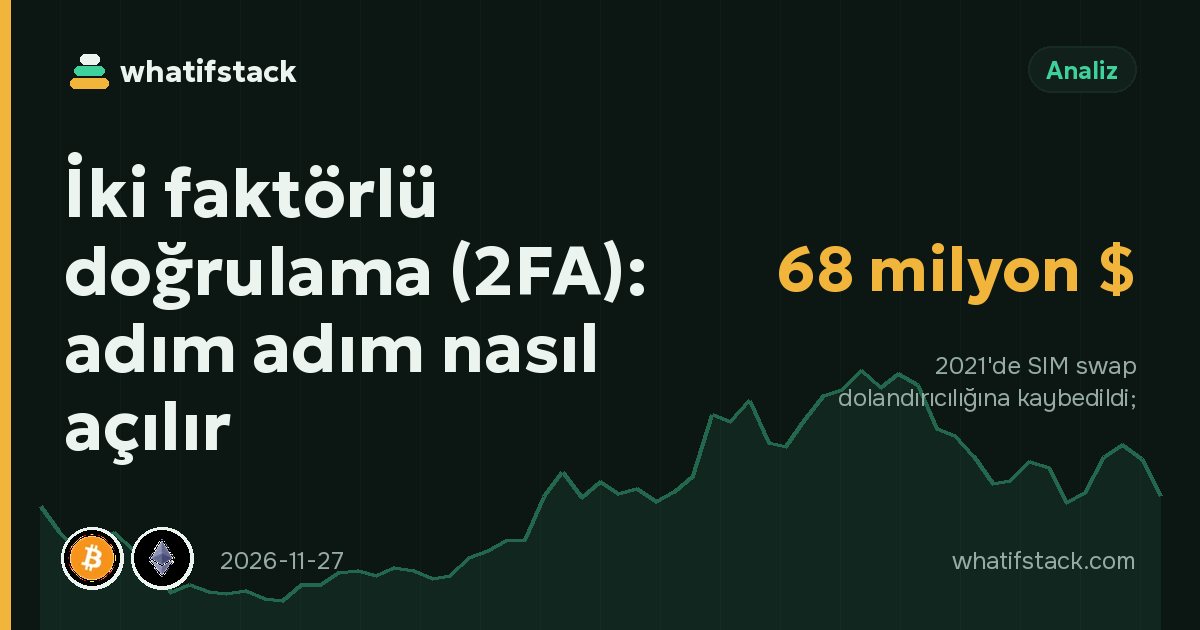 whatifstack
Analiz
İki faktörlü
doğrulama (2FA):
adım adım nasıl
açılır
68 milyon $
2021'de SIM swap
dolandırıcılığına kaybedildi;
2026-11-27
whatifstack.com